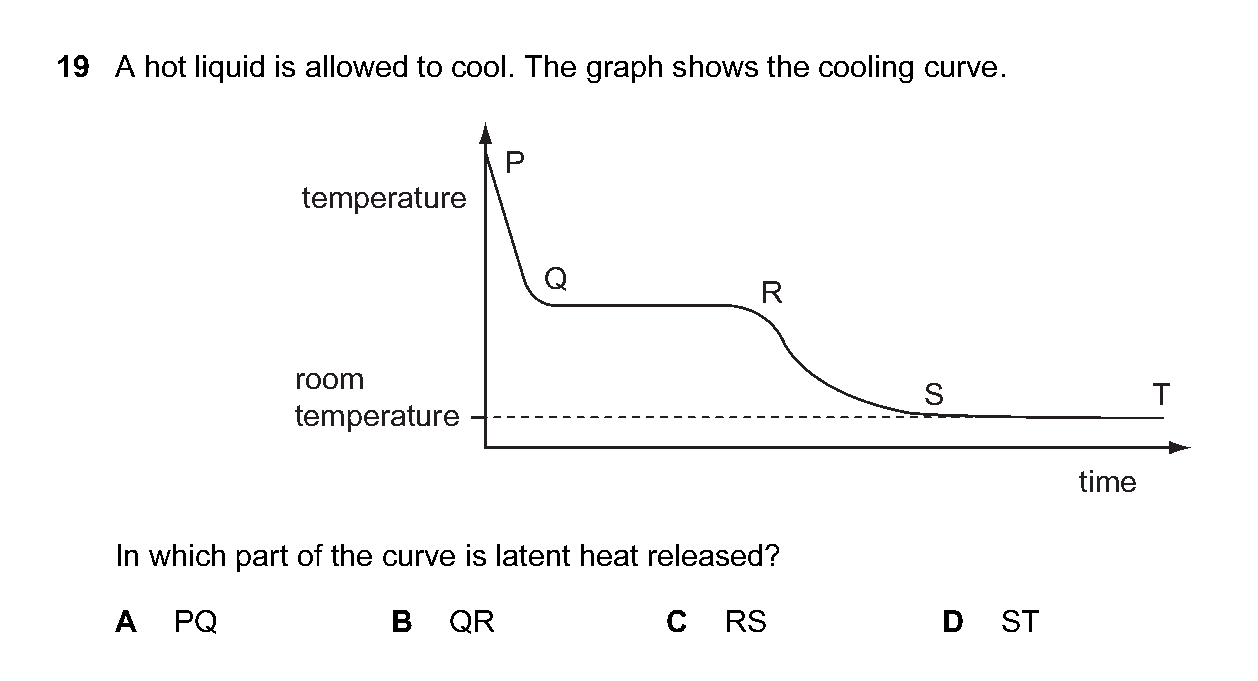 19 A hot liquid is allowed to cool. The graph shows the cooling curve.
P
temperature
Q
R
room
temperature
S
T
time
In which part of the curve is latent heat released?
A PQ B QR C RS D ST